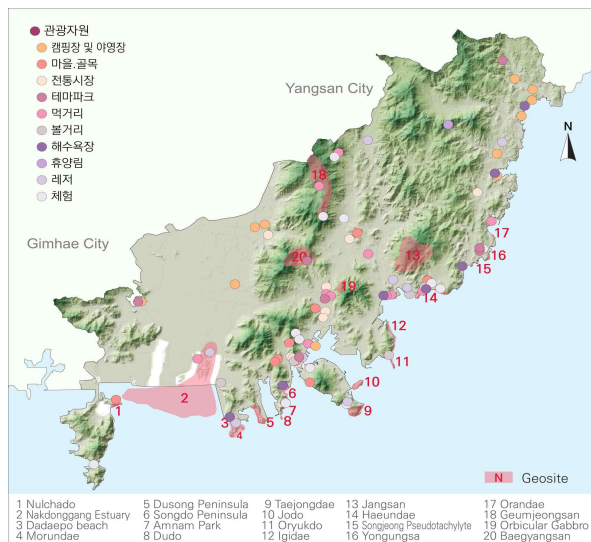 관광자원
캠핑장 및 야영장
마을.골목
전통시장
테마파크
먹거리
볼거리
해수욕장
휴양림
레저
체험
Yangsan City
N
Gimhae City
18
17
20
13
16
15
19
14
12
11
10
2
1
6
9
7
3
5
8
4
N Geosite
1 Nulchado 5 Dusong Peninsula 9 Taejongdae 13 Jangsan 17 Orandae
2 Nakdonggang Estuary 6 Songdo Peninsula 10 Jodo 14 Haeundae 18 Geumjeongsan
3 Dadaepo beach 7 Amnam Park 11 Oryukdo 15 Songjeong Pseudotachylyte 19 Orbicular Gabbro
4 Morundae 8 Dudo 12 Igidae 16 Yongungsa 20 Baegyangsan